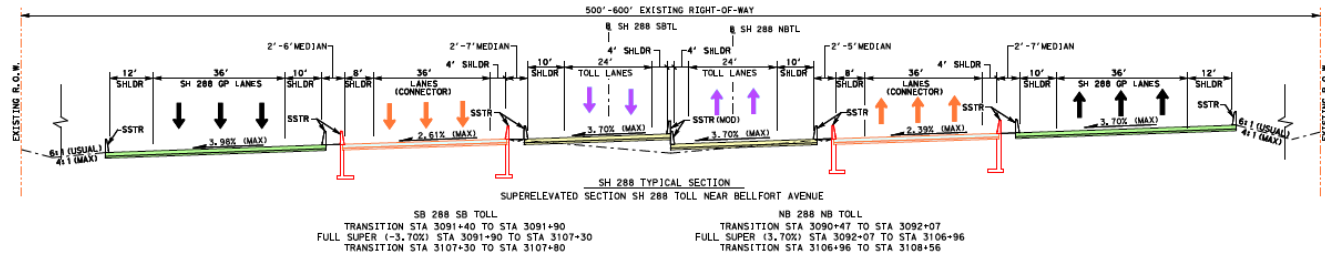 500'-600' EXISTING RIGHT-OF-WAY
℄ SH 288 SBTL
℄ SH 288 NBTL
2'-6"MEDIAN
2'-7"MEDIAN
4' SHLDR
4' SHLDR
2'-5"MEDIAN
2'-7"MEDIAN
12' SHLDR
36' SH 288 GP LANES
10' SHLDR
8' SHLDR
36' LANES (CONNECTOR)
4' SHLDR
10' SHLDR
24' TOLL LANES
24' TOLL LANES
10' SHLDR
8' SHLDR
36' LANES (CONNECTOR)
4' SHLDR
10' SHLDR
36' SH 288 GP LANES
12' SHLDR
EXISTING R.O.W.
EXISTING R.O.W.
SSTR
SSTR
SSTR
SSTR(MOD)
SSTR
SSTR
SSTR
6:1 (USUAL)
4:1 (MAX)
3.98% (MAX)
2.61% (MAX)
3.70% (MAX)
3.70% (MAX)
2.39% (MAX)
3.70% (MAX)
6:1 (USUAL)
4:1 (MAX)
SH 288 TYPICAL SECTION
SUPERELEVATED SECTION SH 288 TOLL NEAR BELLFORT AVENUE
SB 288 SB TOLL
TRANSITION STA 3091+40 TO STA 3091+90
FULL SUPER (-3.70%) STA 3091+90 TO STA 3107+30
TRANSITION STA 3107+30 TO STA 3107+80
NB 288 NB TOLL
TRANSITION STA 3090+47 TO STA 3092+07
FULL SUPER (3.70%) STA 3092+07 TO STA 3106+96
TRANSITION STA 3106+96 TO STA 3108+56